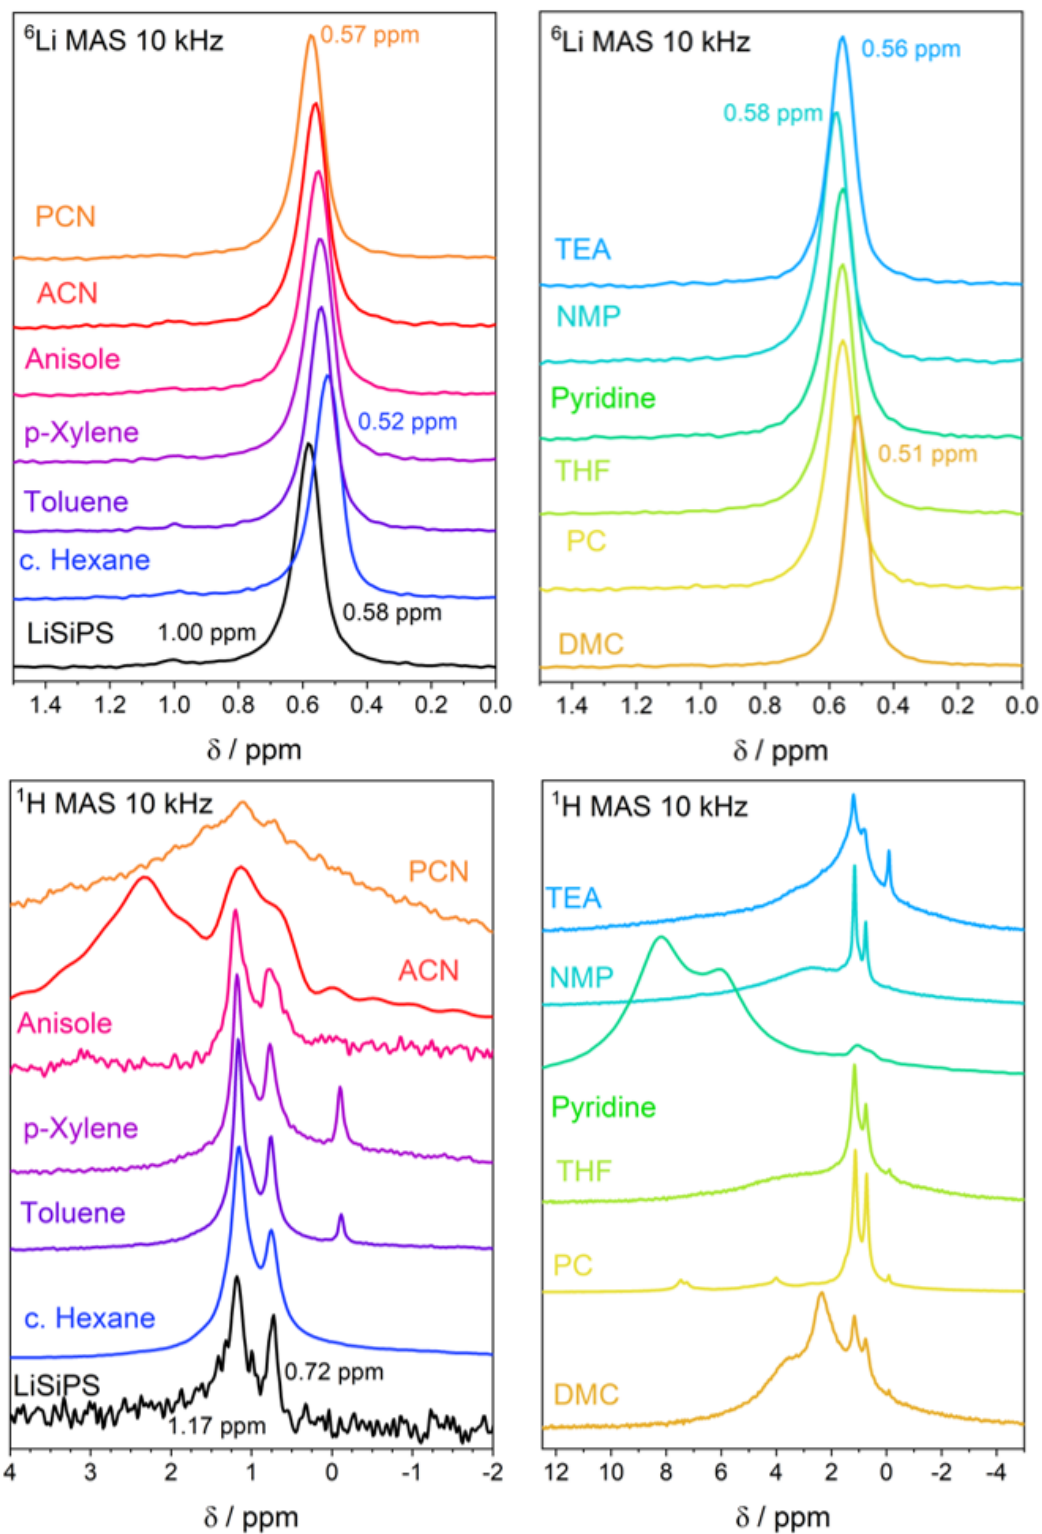 ⁶Li MAS 10 kHz
0.57 ppm
PCN
ACN
Anisole
p-Xylene
0.52 ppm
Toluene
c. Hexane
0.58 ppm
LiSiPS
1.00 ppm
1.4 1.2 1.0 0.8 0.6 0.4 0.2 0.0
δ / ppm
⁶Li MAS 10 kHz
0.56 ppm
0.58 ppm
TEA
NMP
Pyridine
0.51 ppm
THF
PC
DMC
1.4 1.2 1.0 0.8 0.6 0.4 0.2 0.0
δ / ppm
¹H MAS 10 kHz
PCN
ACN
Anisole
p-Xylene
Toluene
c. Hexane
0.72 ppm
LiSiPS
1.17 ppm
4 3 2 1 0 -1 -2
δ / ppm
¹H MAS 10 kHz
TEA
NMP
Pyridine
THF
PC
DMC
12 10 8 6 4 2 0 -2 -4
δ / ppm